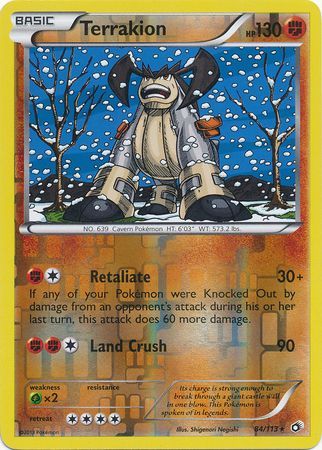 BASIC
Terrakion
HP130
NO. 639 Cavern Pokémon HT: 6'03" WT: 573.2 lbs.
Retaliate 30+
If any of your Pokémon were Knocked Out by
damage from an opponent's attack during his or her
last turn, this attack does 60 more damage.
Land Crush 90
weakness resistance
×2
retreat
Its charge is strong enough to
break through a giant castle wall
in one blow. This Pokémon is
spoken of in legends.
©2013 Pokémon
Illus. Shigenori Negishi
84/113★